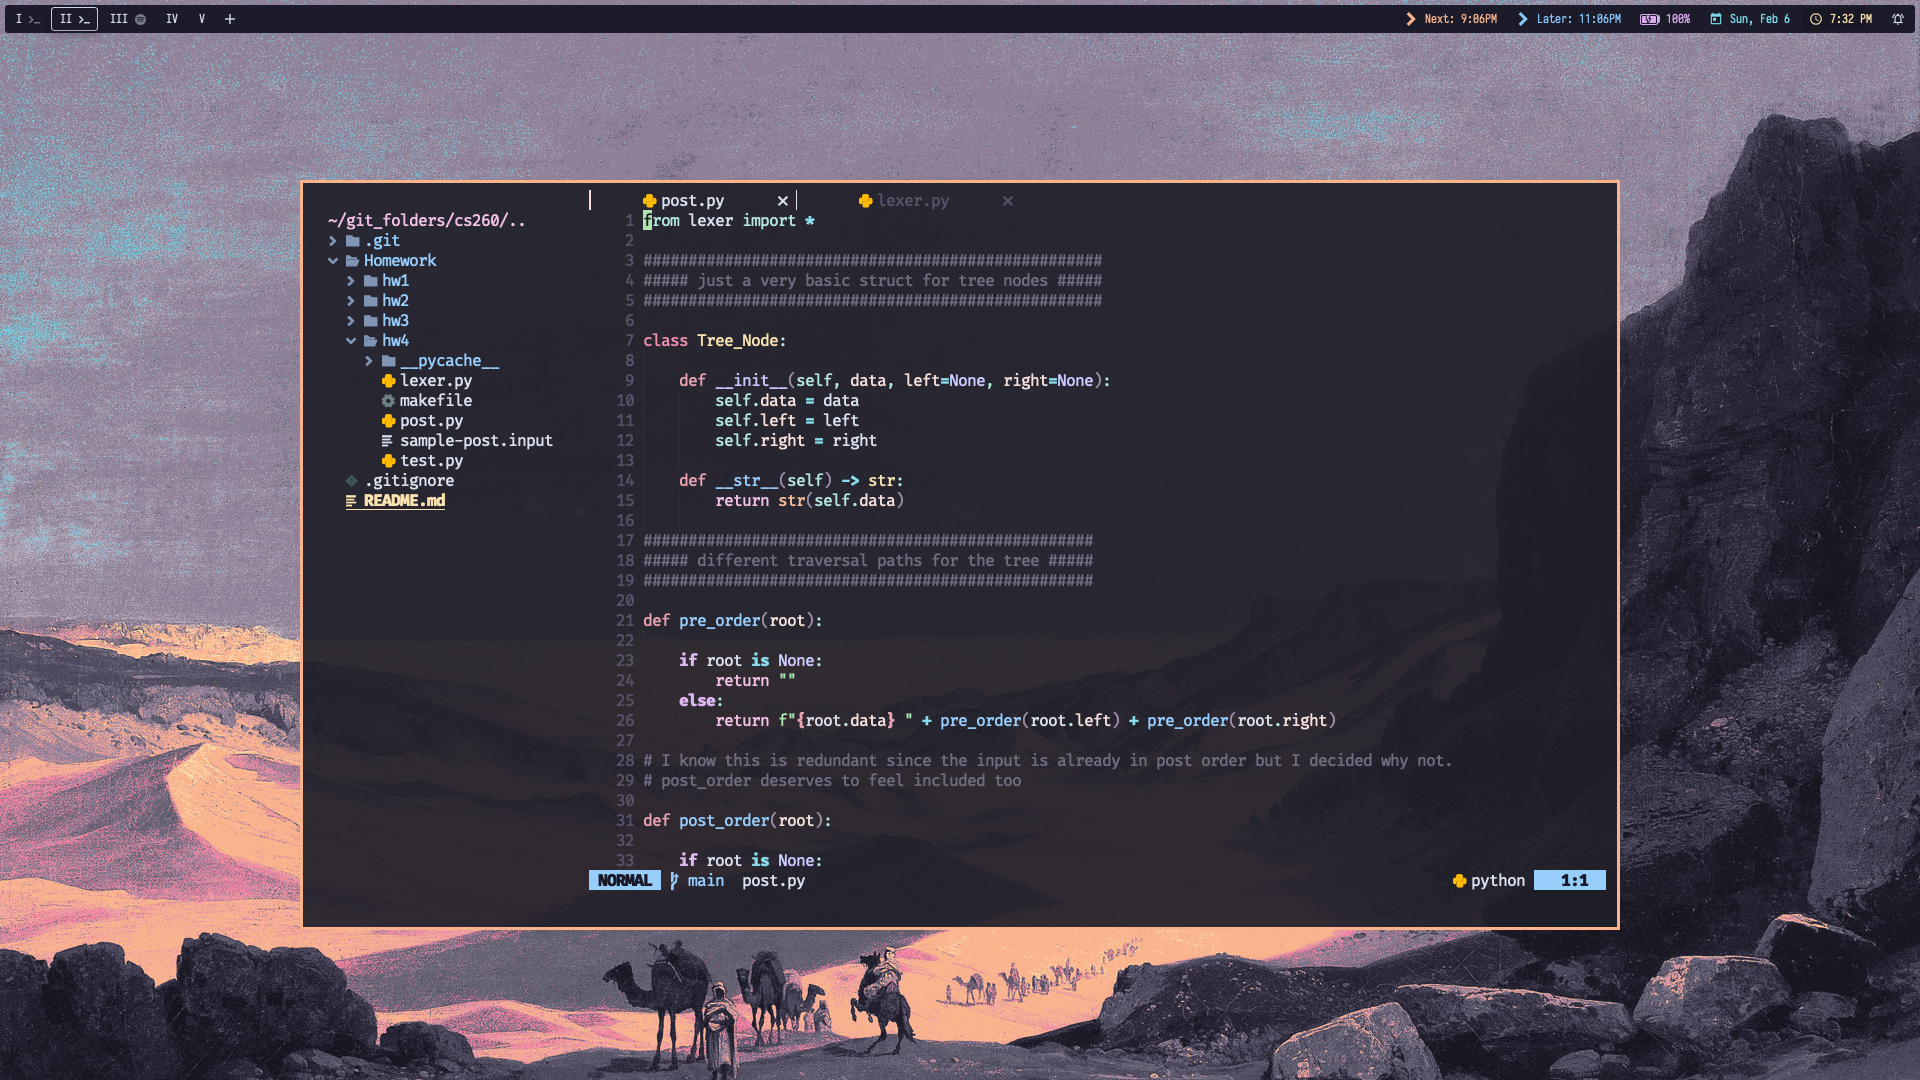 I >_ II >_ III IV V + Next: 9:06PM Later: 11:06PM 100% Sun, Feb 6 7:32 PM
post.py × lexer.py ×
~/git_folders/cs260/..
.git
Homework
hw1
hw2
hw3
hw4
__pycache__
lexer.py
makefile
post.py
sample-post.input
test.py
.gitignore
README.md
1 from lexer import *
2
3 ###################################################
4 ##### just a very basic struct for tree nodes #####
5 ###################################################
6
7 class Tree_Node:
8
9     def __init__(self, data, left=None, right=None):
10         self.data = data
11         self.left = left
12         self.right = right
13
14     def __str__(self) -> str:
15         return str(self.data)
16
17 ##################################################
18 ##### different traversal paths for the tree #####
19 ##################################################
20
21 def pre_order(root):
22
23     if root is None:
24         return ""
25     else:
26         return f"{root.data} " + pre_order(root.left) + pre_order(root.right)
27
28 # I know this is redundant since the input is already in post order but I decided why not.
29 # post_order deserves to feel included too
30
31 def post_order(root):
32
33     if root is None:
NORMAL main post.py python 1:1